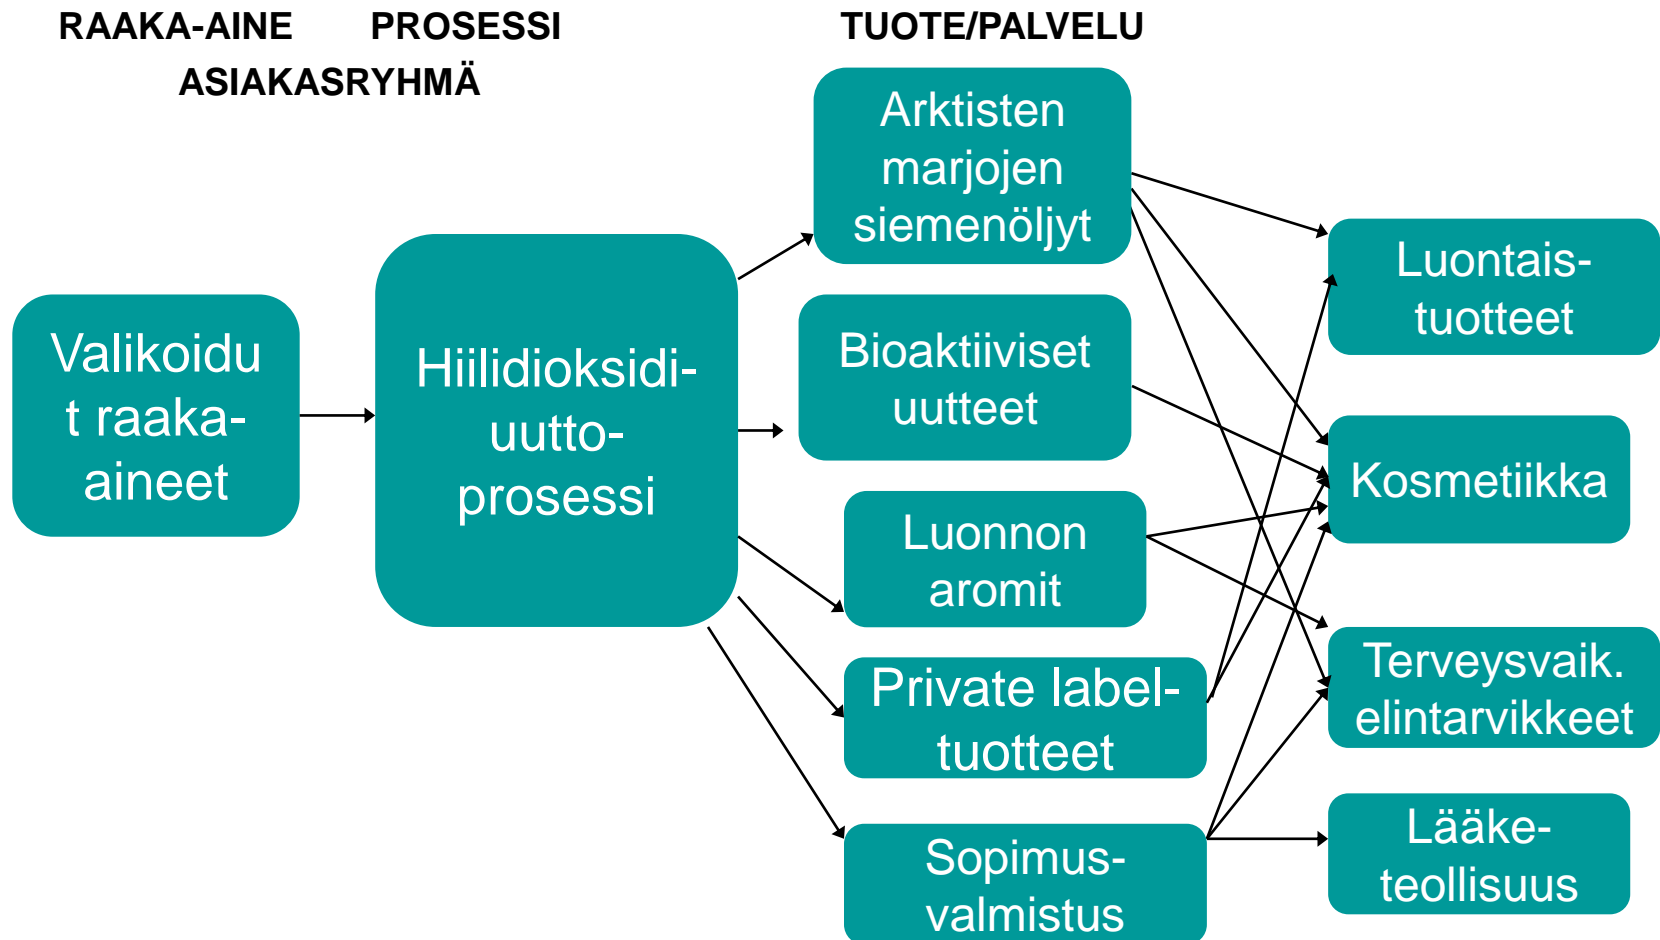 RAAKA-AINE PROSESSI TUOTE/PALVELU
ASIAKASRYHMÄ
Valikoidu
t raaka-
aineet
Hiilidioksidi-
uutto-
prosessi
Arktisten
marjojen
siemenöljyt
Bioaktiiviset
uutteet
Luonnon
aromit
Private label-
tuotteet
Sopimus-
valmistus
Luontais-
tuotteet
Kosmetiikka
Terveysvaik.
elintarvikkeet
Lääke-
teollisuus